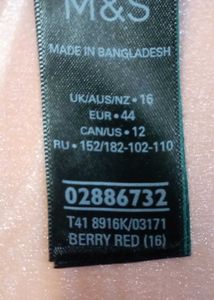 M&S
MADE IN BANGLADESH
UK/AUS/NZ • 16
EUR • 44
CAN/US • 12
RU • 152/182-102-110
02886732
T41 8916K/03171
BERRY RED (16)